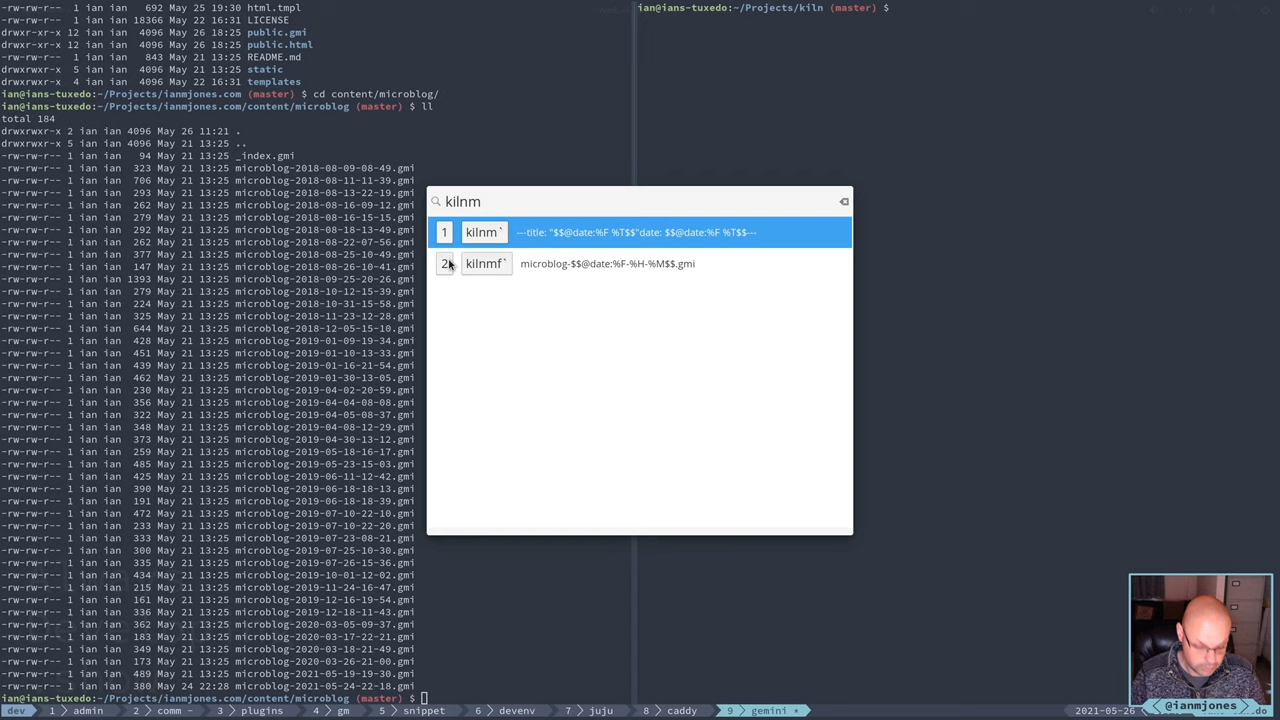 -rw-rw-r-- 1 ian ian 692 May 25 19:30 html.tmpl
-rw-rw-r-- 1 ian ian 18366 May 22 16:31 LICENSE
drwxrwxr-x 12 ian ian 4096 May 26 18:25 public.gmi
drwxrwxr-x 12 ian ian 4096 May 26 18:25 public.html
-rw-rw-r-- 1 ian ian 843 May 21 13:25 README.md
drwxrwxr-x 5 ian ian 4096 May 21 13:25 static
drwxrwxr-x 4 ian ian 4096 May 22 16:31 templates
ian@ians-tuxedo:~/Projects/ianmjones.com (master) $ cd content/microblog/
ian@ians-tuxedo:~/Projects/ianmjones.com/content/microblog (master) $ ll
total 184
drwxrwxr-x 2 ian ian 4096 May 26 11:21 .
drwxrwxr-x 5 ian ian 4096 May 21 13:25 ..
-rw-rw-r-- 1 ian ian 94 May 21 13:25 _index.gmi
-rw-rw-r-- 1 ian ian 323 May 21 13:25 microblog-2018-08-09-08-49.gmi
-rw-rw-r-- 1 ian ian 706 May 21 13:25 microblog-2018-08-11-11-39.gmi
-rw-rw-r-- 1 ian ian 293 May 21 13:25 microblog-2018-08-13-22-19.gmi
-rw-rw-r-- 1 ian ian 262 May 21 13:25 microblog-2018-08-16-09-12.gmi
-rw-rw-r-- 1 ian ian 279 May 21 13:25 microblog-2018-08-16-15-15.gmi
-rw-rw-r-- 1 ian ian 288 May 21 13:25 microblog-2018-08-18-13-49.gmi
-rw-rw-r-- 1 ian ian 262 May 21 13:25 microblog-2018-08-22-07-56.gmi
-rw-rw-r-- 1 ian ian 377 May 21 13:25 microblog-2018-08-25-10-49.gmi
-rw-rw-r-- 1 ian ian 147 May 21 13:25 microblog-2018-08-26-10-41.gmi
-rw-rw-r-- 1 ian ian 1393 May 21 13:25 microblog-2018-09-25-20-26.gmi
-rw-rw-r-- 1 ian ian 279 May 21 13:25 microblog-2018-10-12-15-39.gmi
-rw-rw-r-- 1 ian ian 224 May 21 13:25 microblog-2018-10-31-15-58.gmi
-rw-rw-r-- 1 ian ian 325 May 21 13:25 microblog-2018-11-23-12-28.gmi
-rw-rw-r-- 1 ian ian 644 May 21 13:25 microblog-2018-12-05-15-10.gmi
-rw-rw-r-- 1 ian ian 428 May 21 13:25 microblog-2019-01-09-19-34.gmi
-rw-rw-r-- 1 ian ian 451 May 21 13:25 microblog-2019-01-10-13-33.gmi
-rw-rw-r-- 1 ian ian 439 May 21 13:25 microblog-2019-01-16-21-54.gmi
-rw-rw-r-- 1 ian ian 462 May 21 13:25 microblog-2019-01-30-13-05.gmi
-rw-rw-r-- 1 ian ian 230 May 21 13:25 microblog-2019-04-02-20-59.gmi
-rw-rw-r-- 1 ian ian 356 May 21 13:25 microblog-2019-04-04-08-08.gmi
-rw-rw-r-- 1 ian ian 322 May 21 13:25 microblog-2019-04-05-08-37.gmi
-rw-rw-r-- 1 ian ian 348 May 21 13:25 microblog-2019-04-08-12-29.gmi
-rw-rw-r-- 1 ian ian 373 May 21 13:25 microblog-2019-04-30-13-12.gmi
-rw-rw-r-- 1 ian ian 259 May 21 13:25 microblog-2019-05-18-16-17.gmi
-rw-rw-r-- 1 ian ian 485 May 21 13:25 microblog-2019-05-23-15-03.gmi
-rw-rw-r-- 1 ian ian 425 May 21 13:25 microblog-2019-06-11-12-42.gmi
-rw-rw-r-- 1 ian ian 390 May 21 13:25 microblog-2019-06-18-18-13.gmi
-rw-rw-r-- 1 ian ian 191 May 21 13:25 microblog-2019-06-18-18-39.gmi
-rw-rw-r-- 1 ian ian 472 May 21 13:25 microblog-2019-07-10-22-10.gmi
-rw-rw-r-- 1 ian ian 233 May 21 13:25 microblog-2019-07-10-22-20.gmi
-rw-rw-r-- 1 ian ian 333 May 21 13:25 microblog-2019-07-23-08-21.gmi
-rw-rw-r-- 1 ian ian 300 May 21 13:25 microblog-2019-07-25-10-30.gmi
-rw-rw-r-- 1 ian ian 335 May 21 13:25 microblog-2019-07-26-15-36.gmi
-rw-rw-r-- 1 ian ian 434 May 21 13:25 microblog-2019-10-01-12-02.gmi
-rw-rw-r-- 1 ian ian 215 May 21 13:25 microblog-2019-11-24-16-47.gmi
-rw-rw-r-- 1 ian ian 161 May 21 13:25 microblog-2019-12-16-19-54.gmi
-rw-rw-r-- 1 ian ian 336 May 21 13:25 microblog-2019-12-18-11-43.gmi
-rw-rw-r-- 1 ian ian 362 May 21 13:25 microblog-2020-03-05-09-37.gmi
-rw-rw-r-- 1 ian ian 183 May 21 13:25 microblog-2020-03-17-22-21.gmi
-rw-rw-r-- 1 ian ian 349 May 21 13:25 microblog-2020-03-23-11-49.gmi
-rw-rw-r-- 1 ian ian 173 May 21 13:25 microblog-2020-03-26-21-00.gmi
-rw-rw-r-- 1 ian ian 489 May 21 13:25 microblog-2021-05-19-19-30.gmi
-rw-rw-r-- 1 ian ian 380 May 24 22:28 microblog-2021-05-24-22-18.gmi
ian@ians-tuxedo:~/Projects/ianmjones.com/content/microblog (master) $
ian@ians-tuxedo:~/Projects/kiln (master) $
kilnm
1 kilnm` ---title: "$$@date:%F %T$$"date: $$@date:%F %T$$---
2 kilnmf` microblog-$$@date:%F-%H-%M$$.gmi
dev 1 admin 2 comm - 3 plugins 4 gm 5 snippet 6 devenv 7 juju 8 caddy 9 gemini * 2021-05-26
@ianmjones